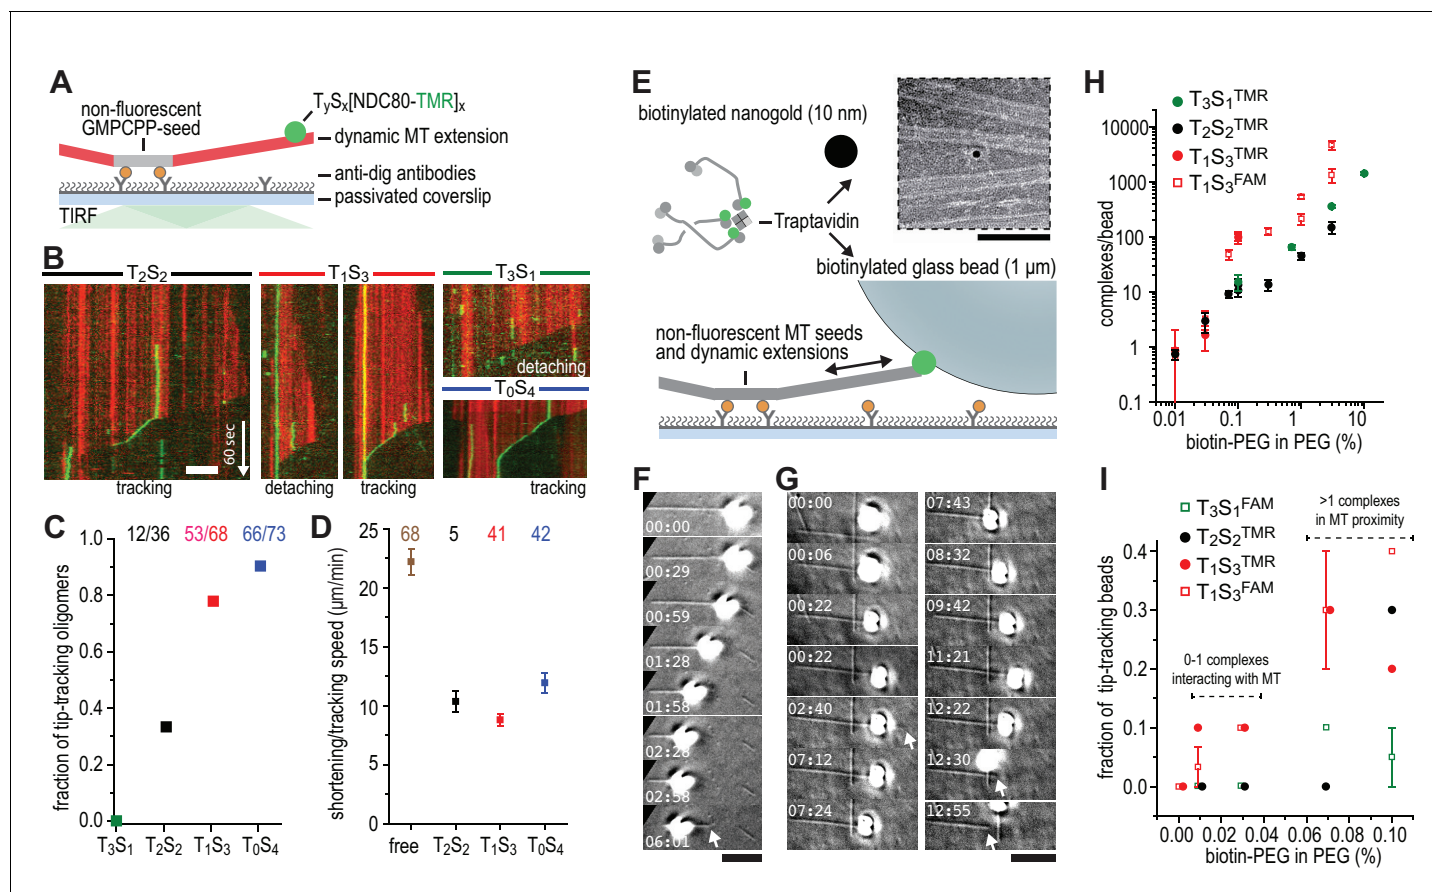 A
non-fluorescent
GMPCPP-seed
TySx[NDC80-TMR]x
dynamic MT extension
anti-dig antibodies
passivated coverslip
TIRF
B
T2S2
T1S3
T3S1
detaching
T0S4
60 sec
tracking
detaching
tracking
tracking
C
12/36
53/68
66/73
fraction of tip-tracking oligomers
1.0
0.8
0.6
0.4
0.2
0.0
T3S1
T2S2
T1S3
T0S4
D
68
5
41
42
shortening/tracking speed (µm/min)
25
20
15
10
5
0
free
T2S2
T1S3
T0S4
E
biotinylated nanogold (10 nm)
Traptavidin
biotinylated glass bead (1 µm)
non-fluorescent MT seeds
and dynamic extensions
F
00:00
00:29
00:59
01:28
01:58
02:28
02:58
06:01
G
00:00
00:06
00:22
00:22
02:40
07:12
07:24
07:43
08:32
09:42
11:21
12:22
12:30
12:55
H
T3S1TMR
T2S2TMR
T1S3TMR
T1S3FAM
complexes/bead
10000
1000
100
10
1
0.1
0.01
0.1
1
10
biotin-PEG in PEG (%)
I
T3S1FAM
T2S2TMR
T1S3TMR
T1S3FAM
>1 complexes
in MT proximity
0-1 complexes
interacting with MT
fraction of tip-tracking beads
0.4
0.3
0.2
0.1
0.0
0.00
0.02
0.04
0.06
0.08
0.10
biotin-PEG in PEG (%)